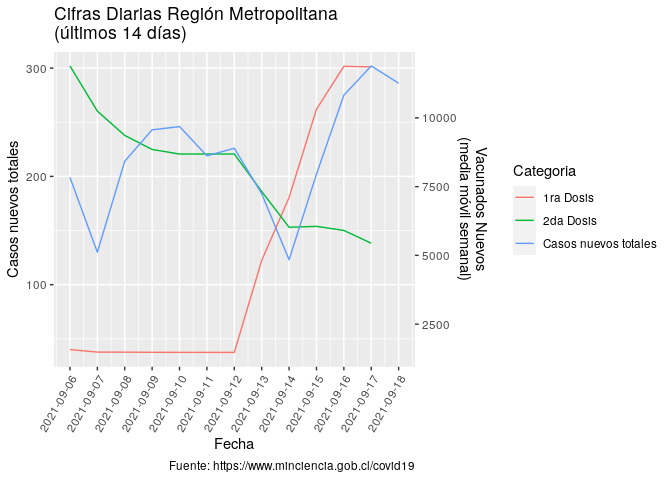 Cifras Diarias Región Metropolitana
(últimos 14 días)
Casos nuevos totales
300
200
100
10000
7500
5000
2500
Vacunados Nuevos
(media móvil semanal)
2021-09-06
2021-09-07
2021-09-08
2021-09-09
2021-09-10
2021-09-11
2021-09-12
2021-09-13
2021-09-14
2021-09-15
2021-09-16
2021-09-17
2021-09-18
Fecha
Categoria
1ra Dosis
2da Dosis
Casos nuevos totales
Fuente: https://www.minciencia.gob.cl/covid19